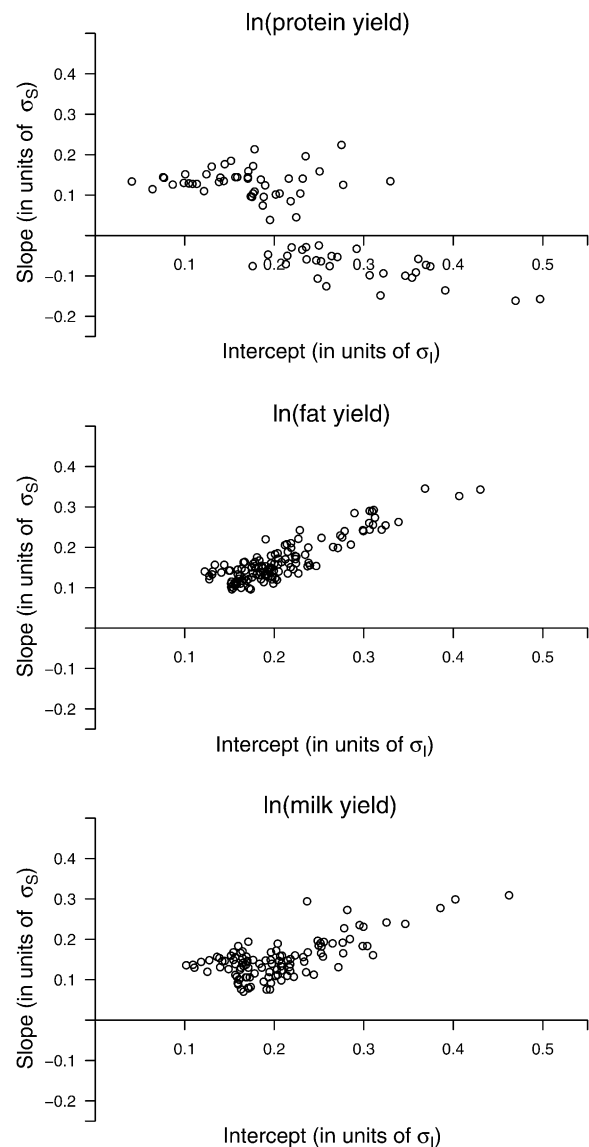 ln(protein yield)
0.4
0.3
0.2
0.1
−0.1
−0.2
Slope (in units of σS)
0.1 0.2 0.3 0.4 0.5
Intercept (in units of σI)
ln(fat yield)
0.4
0.3
0.2
0.1
−0.1
−0.2
Slope (in units of σS)
0.1 0.2 0.3 0.4 0.5
Intercept (in units of σI)
ln(milk yield)
0.4
0.3
0.2
0.1
−0.1
−0.2
Slope (in units of σS)
0.1 0.2 0.3 0.4 0.5
Intercept (in units of σI)